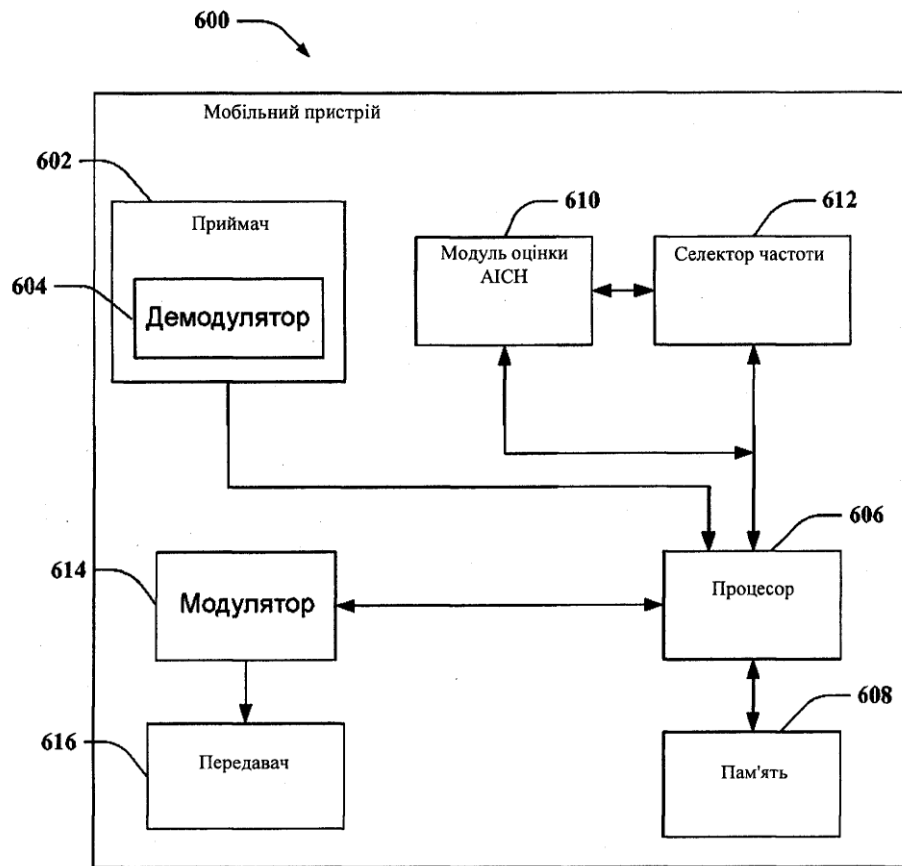 600
Мобільний пристрій
602
Приймач
610
612
Модуль оцінки
AICH
Селектор частоти
604
Демодулятор
606
614
Модулятор
Процесор
608
616
Передавач
Пам'ять